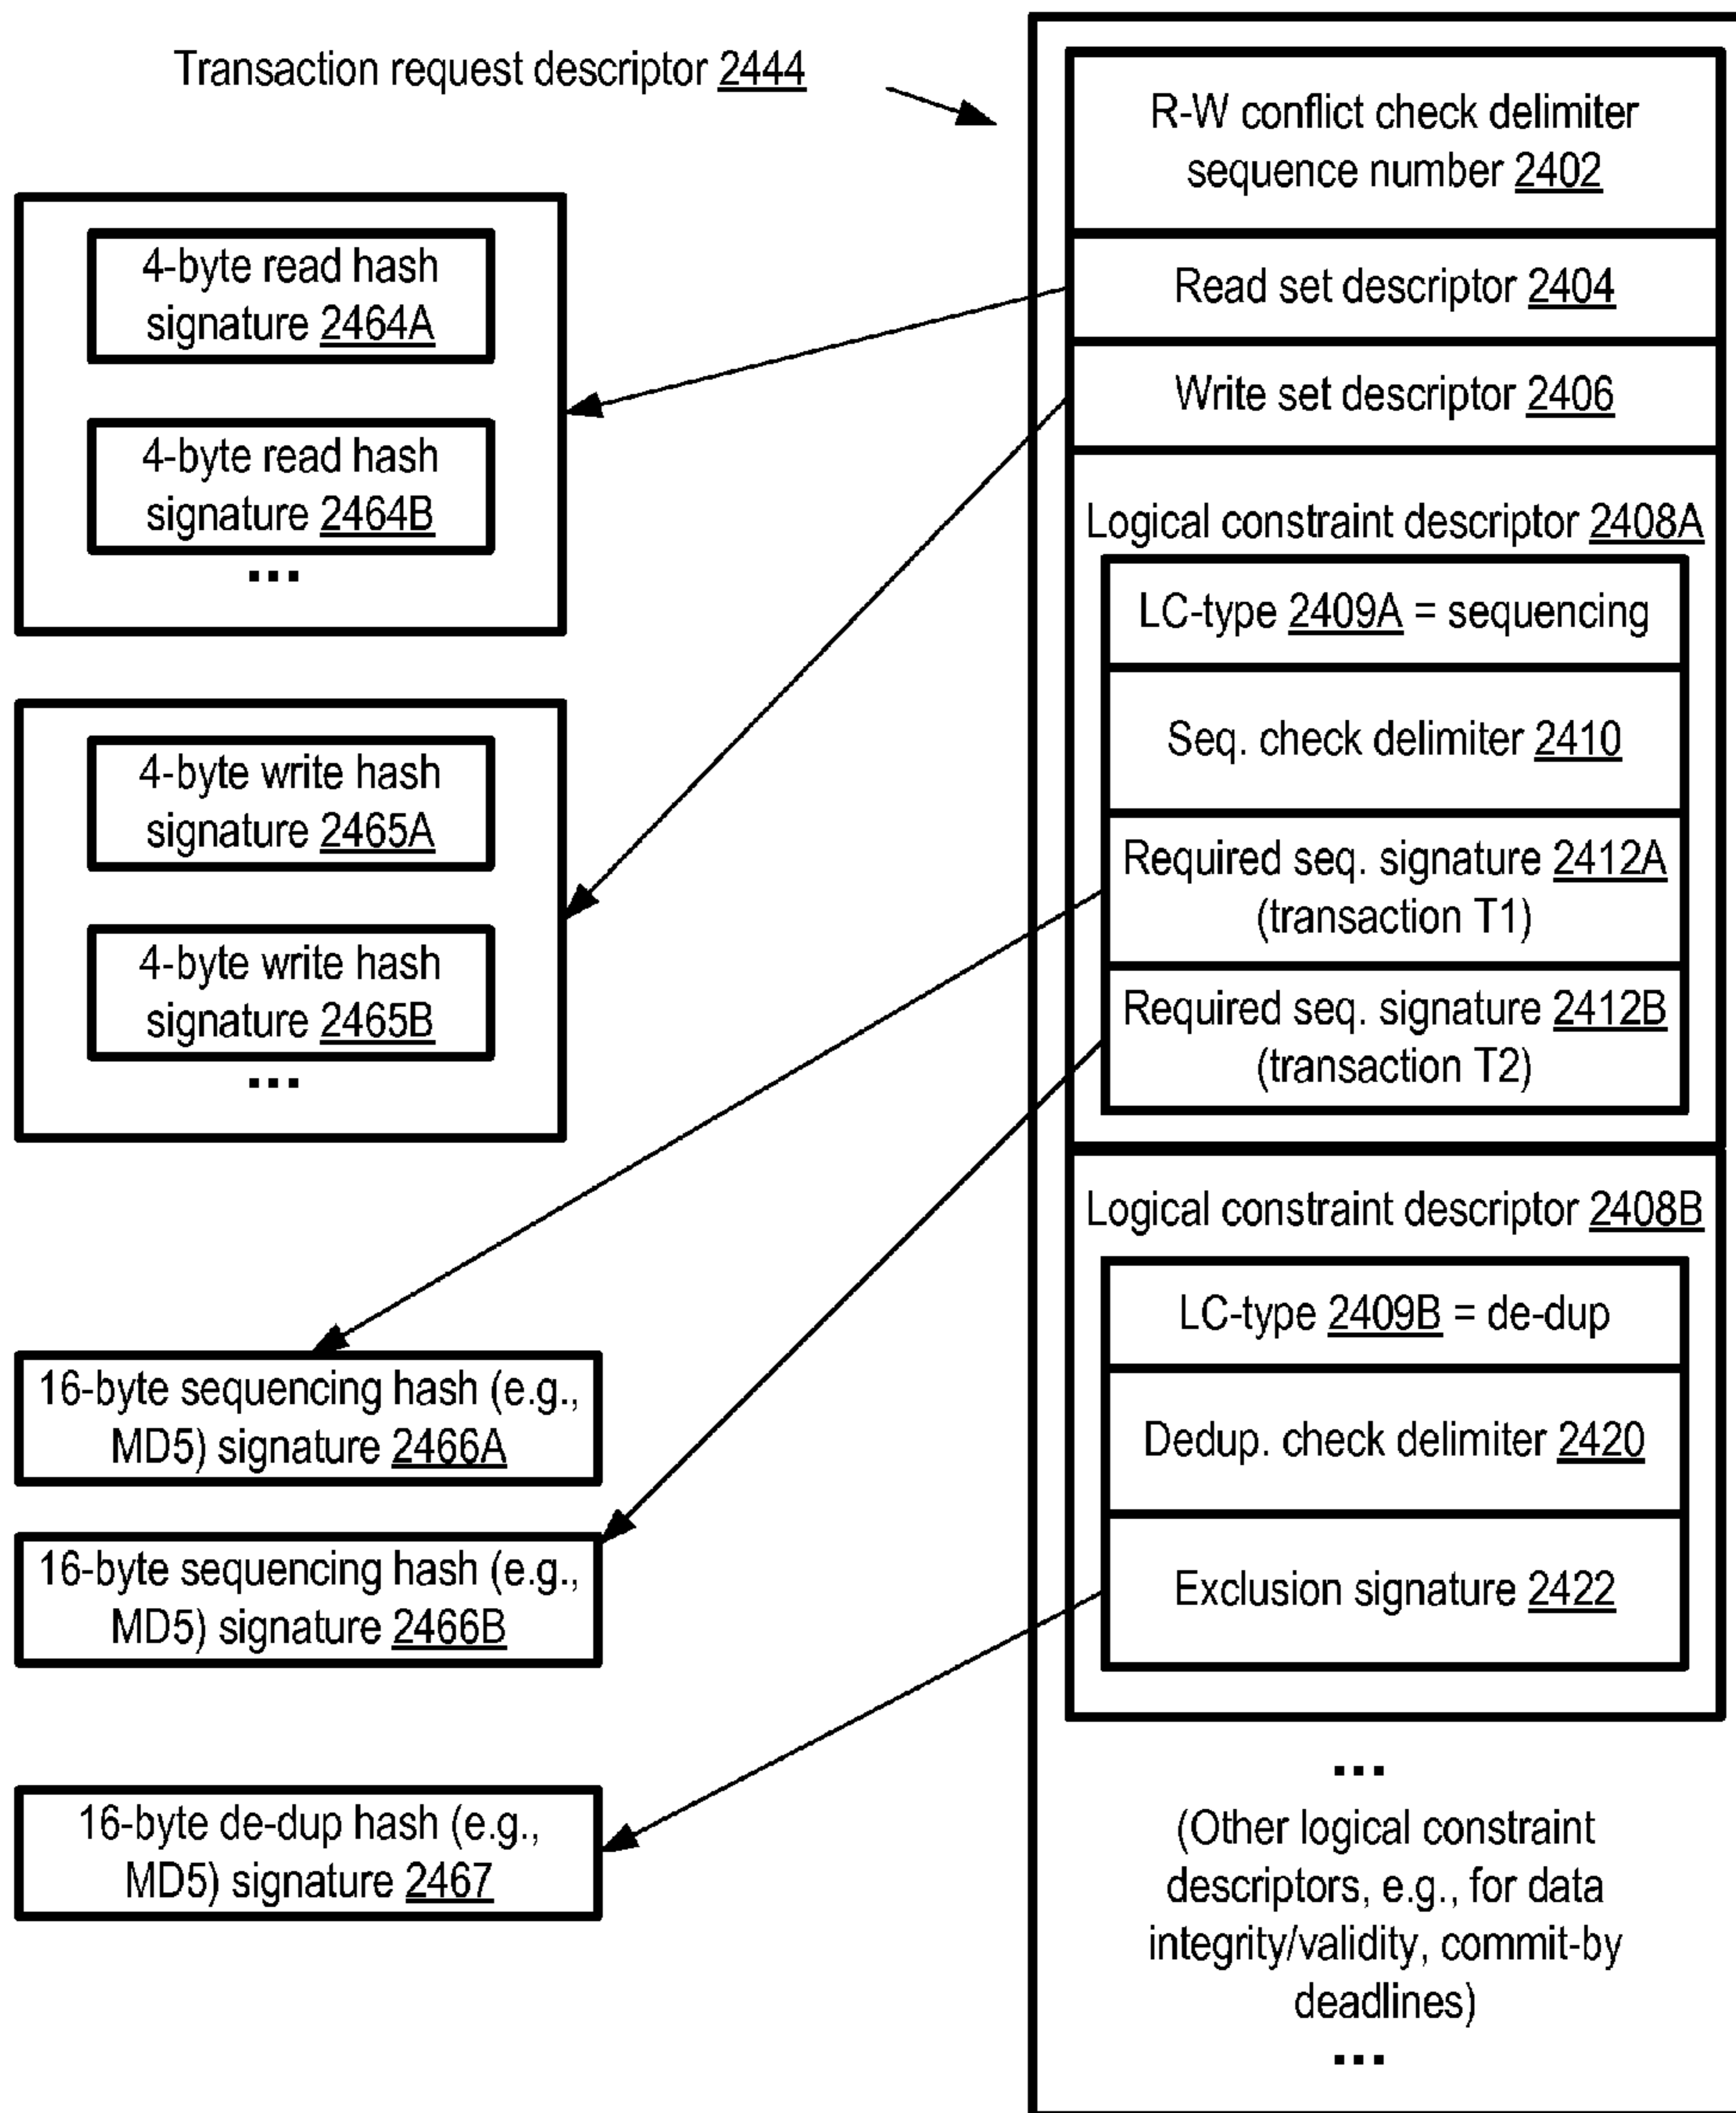 Transaction request descriptor 2444
R-W conflict check delimiter
sequence number 2402
Read set descriptor 2404
Write set descriptor 2406
Logical constraint descriptor 2408A
LC-type 2409A = sequencing
Seq. check delimiter 2410
Required seq. signature 2412A
(transaction T1)
Required seq. signature 2412B
(transaction T2)
Logical constraint descriptor 2408B
LC-type 2409B = de-dup
Dedup. check delimiter 2420
Exclusion signature 2422
...
(Other logical constraint
descriptors, e.g., for data
integrity/validity, commit-by
deadlines)
...
4-byte read hash
signature 2464A
4-byte read hash
signature 2464B
...
4-byte write hash
signature 2465A
4-byte write hash
signature 2465B
...
16-byte sequencing hash (e.g.,
MD5) signature 2466A
16-byte sequencing hash (e.g.,
MD5) signature 2466B
16-byte de-dup hash (e.g.,
MD5) signature 2467